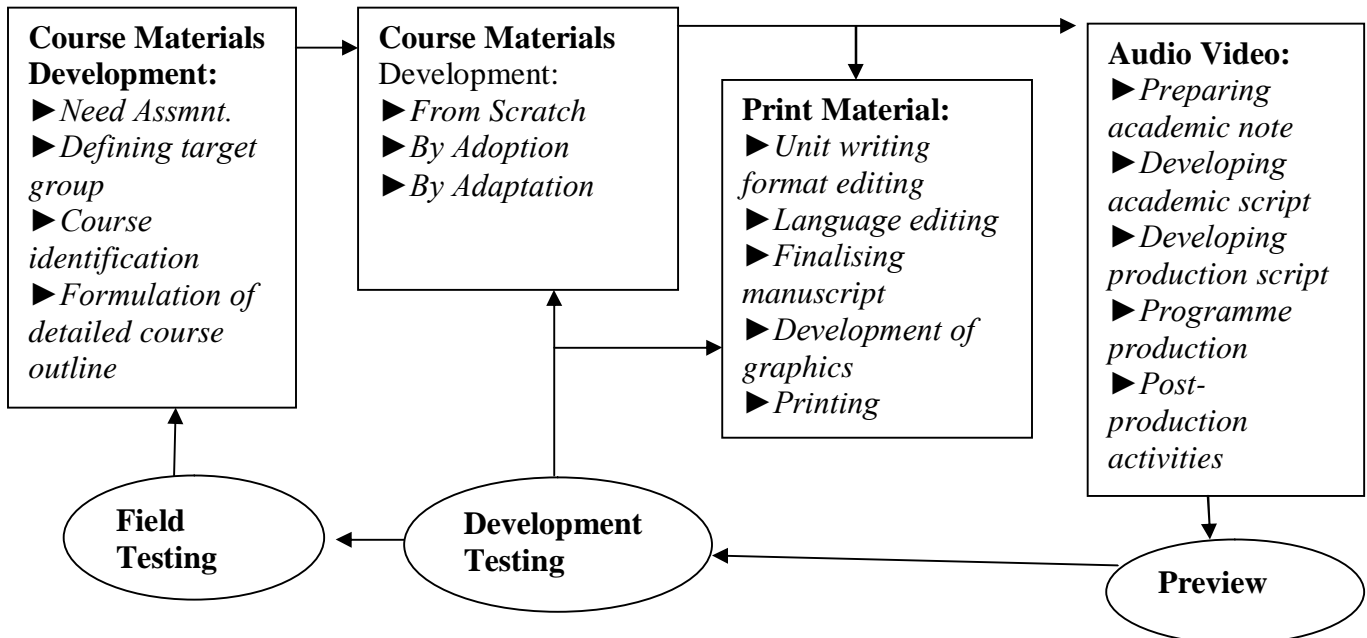 Course Materials
Development:
►Need Assmnt.
►Defining target
group
►Course
identification
►Formulation of
detailed course
outline
Course Materials
Development:
►From Scratch
►By Adoption
►By Adaptation
Print Material:
►Unit writing
format editing
►Language editing
►Finalising
manuscript
►Development of
graphics
►Printing
Audio Video:
►Preparing
academic note
►Developing
academic script
►Developing
production script
►Programme
production
►Post-
production
activities
Field
Testing
Development
Testing
Preview